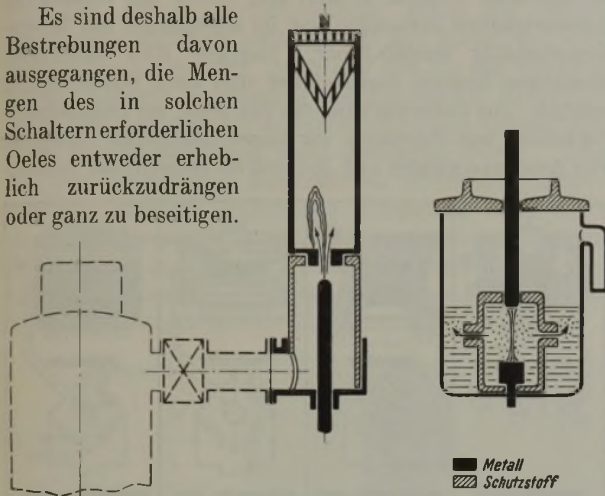 Es sind deshalb alle
Bestrebungen davon
ausgegangen, die Men-
gen des in solchen
Schaltern erforderlichen
Oeles entweder erheb-
lich zurückzudrängen
oder ganz zu beseitigen.
Metall
Schutzstoff